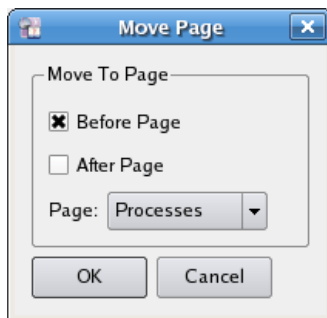 Move Page
Move To Page
Before Page
After Page
Page: Processes
OK Cancel